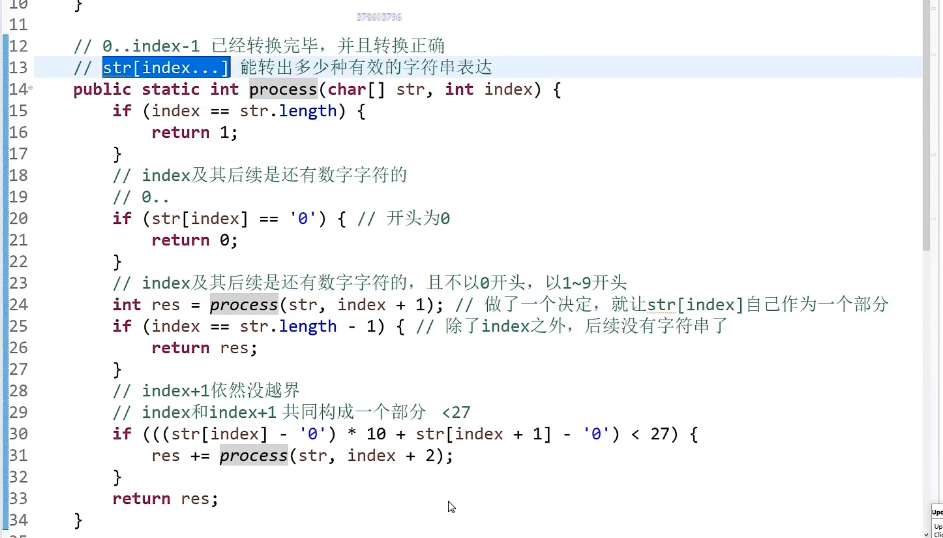 10 }
11
12 // 0..index-1 已经转换完毕，并且转换正确
13 // str[index...] 能转出多少种有效的字符串表达
14 public static int process(char[] str, int index) {
15 if (index == str.length) {
16 return 1;
17 }
18 // index及其后续是还有数字字符的
19 // 0..
20 if (str[index] == '0') { // 开头为0
21 return 0;
22 }
23 // index及其后续是还有数字字符的，且不以0开头，以1~9开头
24 int res = process(str, index + 1); // 做了一个决定，就让str[index]自己作为一个部分
25 if (index == str.length - 1) { // 除了index之外，后续没有字符串了
26 return res;
27 }
28 // index+1依然没越界
29 // index和index+1 共同构成一个部分 <27
30 if (((str[index] - '0') * 10 + str[index + 1] - '0') < 27) {
31 res += process(str, index + 2);
32 }
33 return res;
34 }